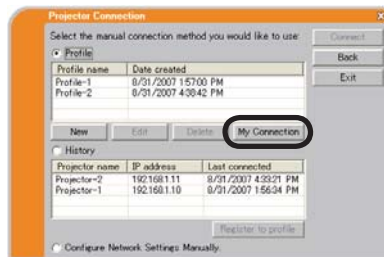 Projector Connection X
Select the manual connection method you would like to use: Connect
Profile Back
Profile name Date created Exit
Profile-1 8/31/2007 1:57:00 PM
Profile-2 8/31/2007 4:38:42 PM
New Edit Delete My Connection
History
Projector name IP address Last connected
Projector-2 192.168.1.11 8/31/2007 4:33:21 PM
Projector-1 192.168.1.10 8/31/2007 1:56:34 PM
Register to profile
Configure Network Settings Manually.